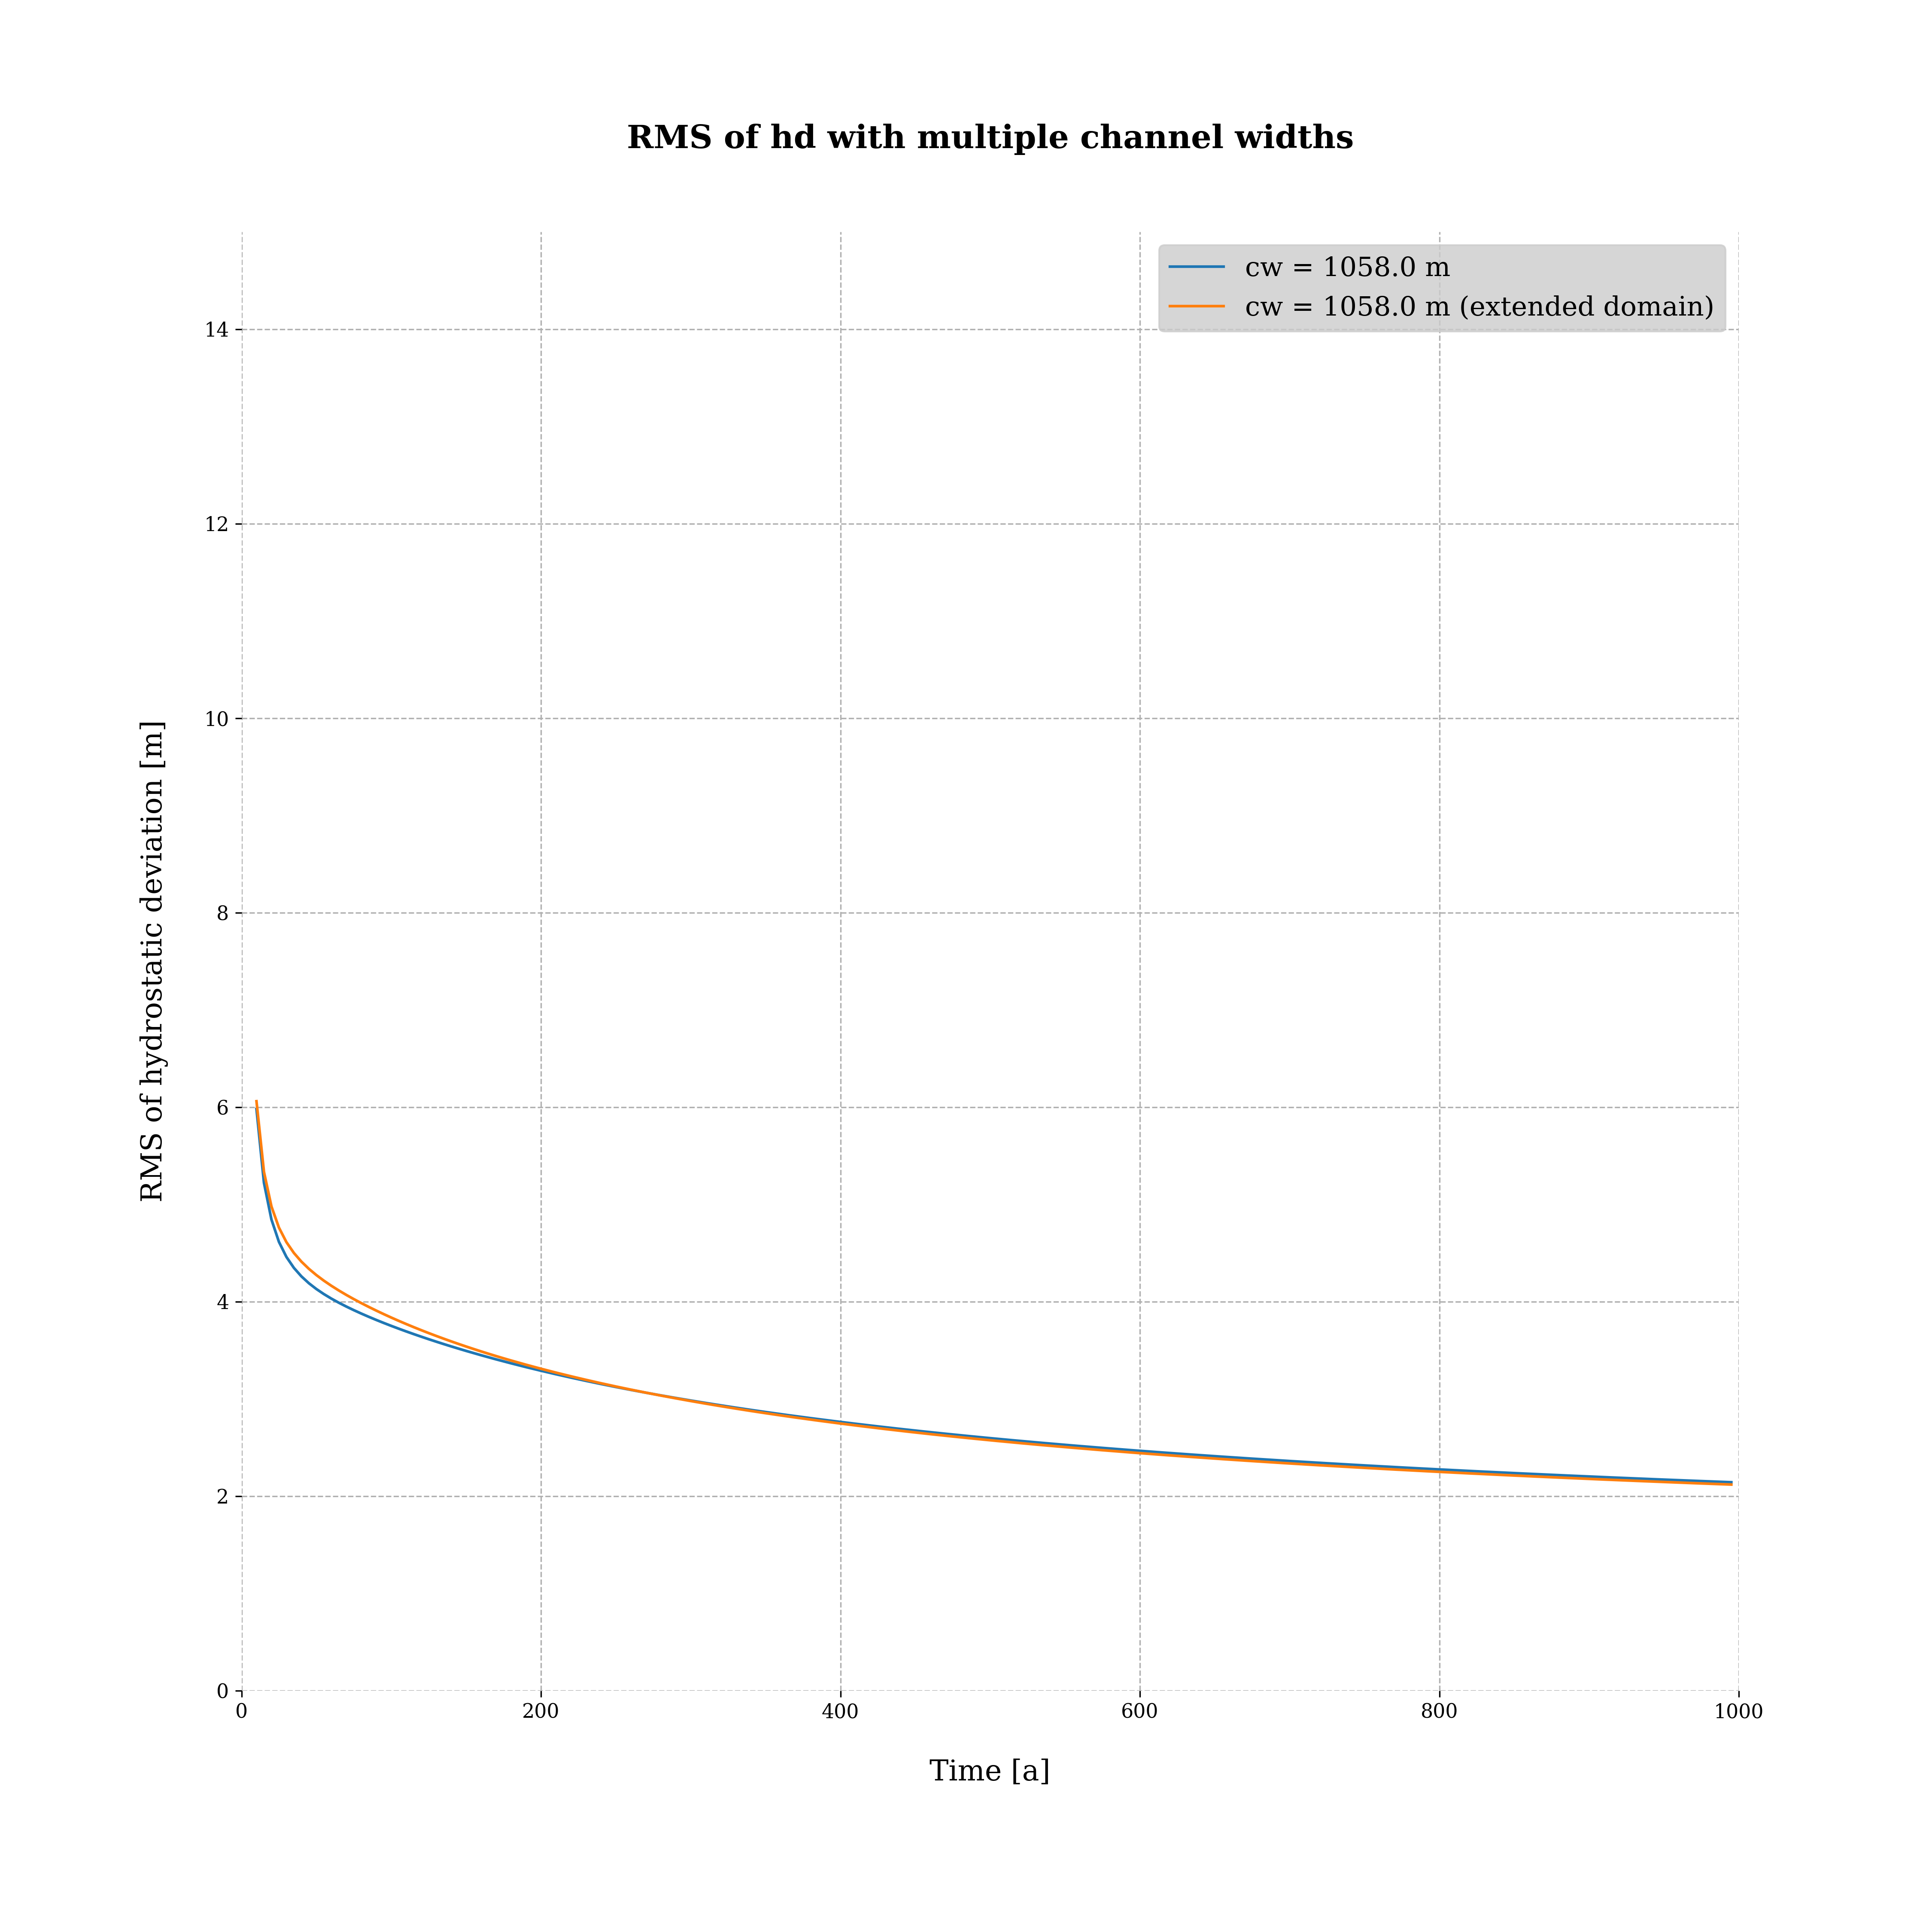 RMS of hd with multiple channel widths
cw = 1058.0 m
cw = 1058.0 m (extended domain)
14
12
10
8
6
4
2
0
RMS of hydrostatic deviation [m]
0 200 400 600 800 1000
Time [a]